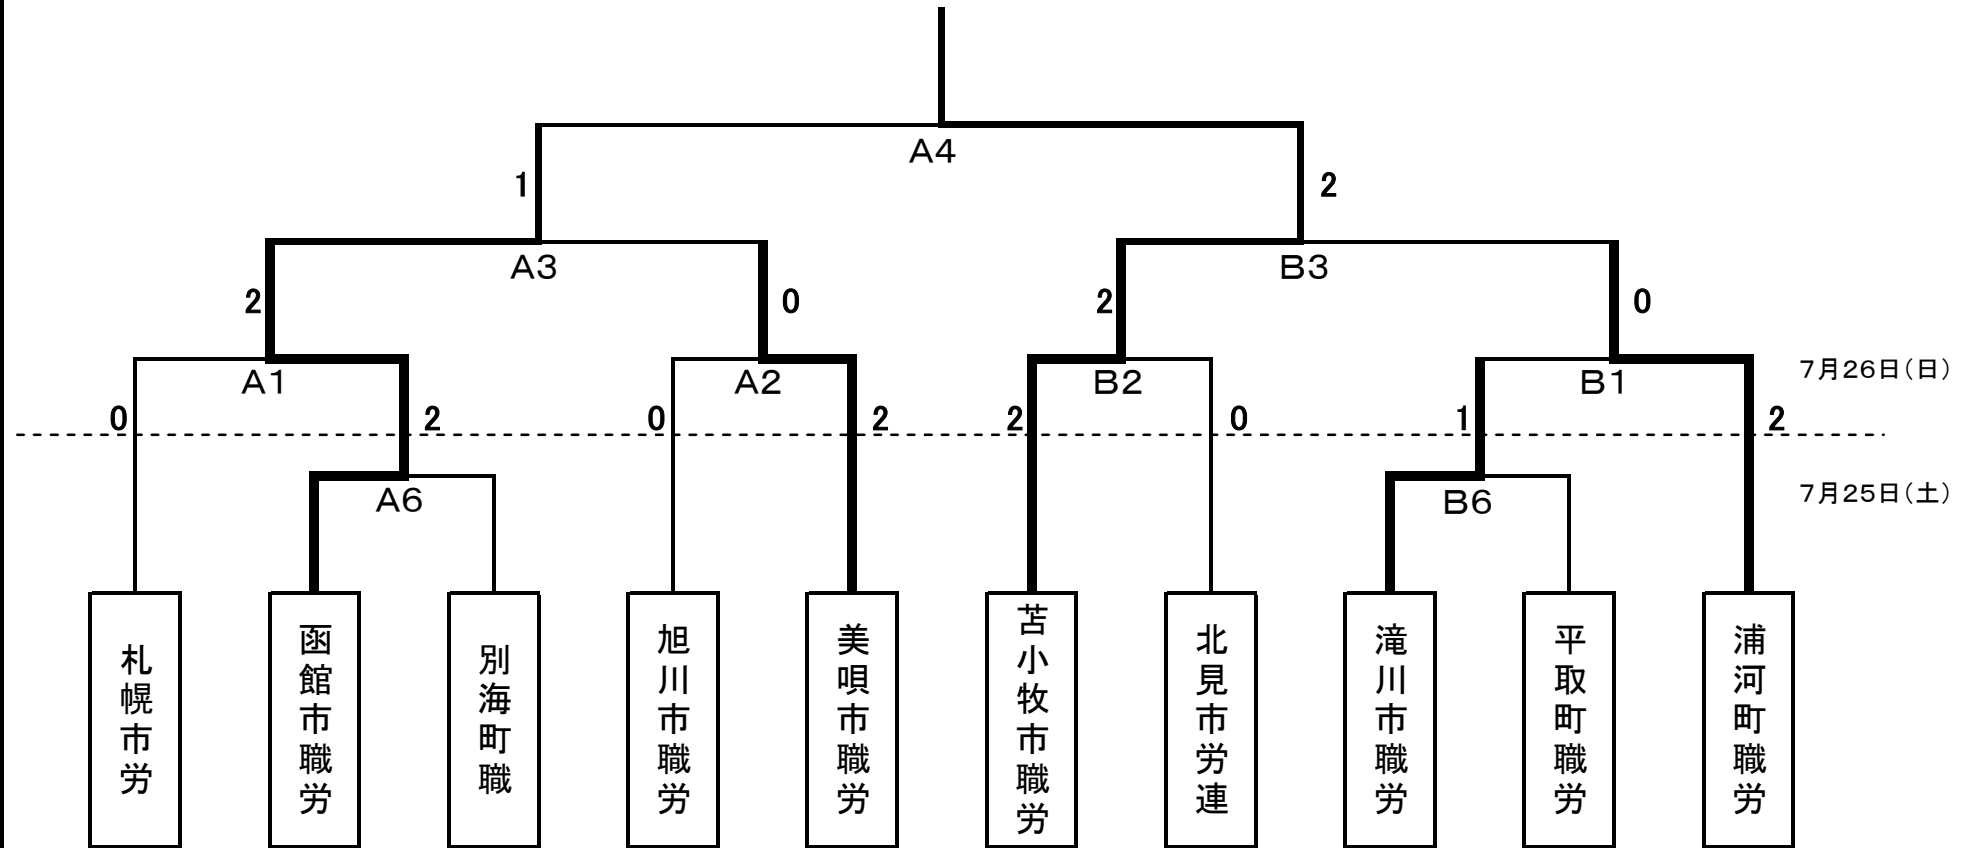 A4
1
2
A3
B3
2
0
2
0
A1
A2
B2
B1
7月26日(日)
0
2
0
2
2
0
1
2
A6
B6
7月25日(土)
札幌市労
函館市職労
別海町職
旭川市職労
美唄市職労
苫小牧市職労
北見市労連
滝川市職労
平取町職労
浦河町職労